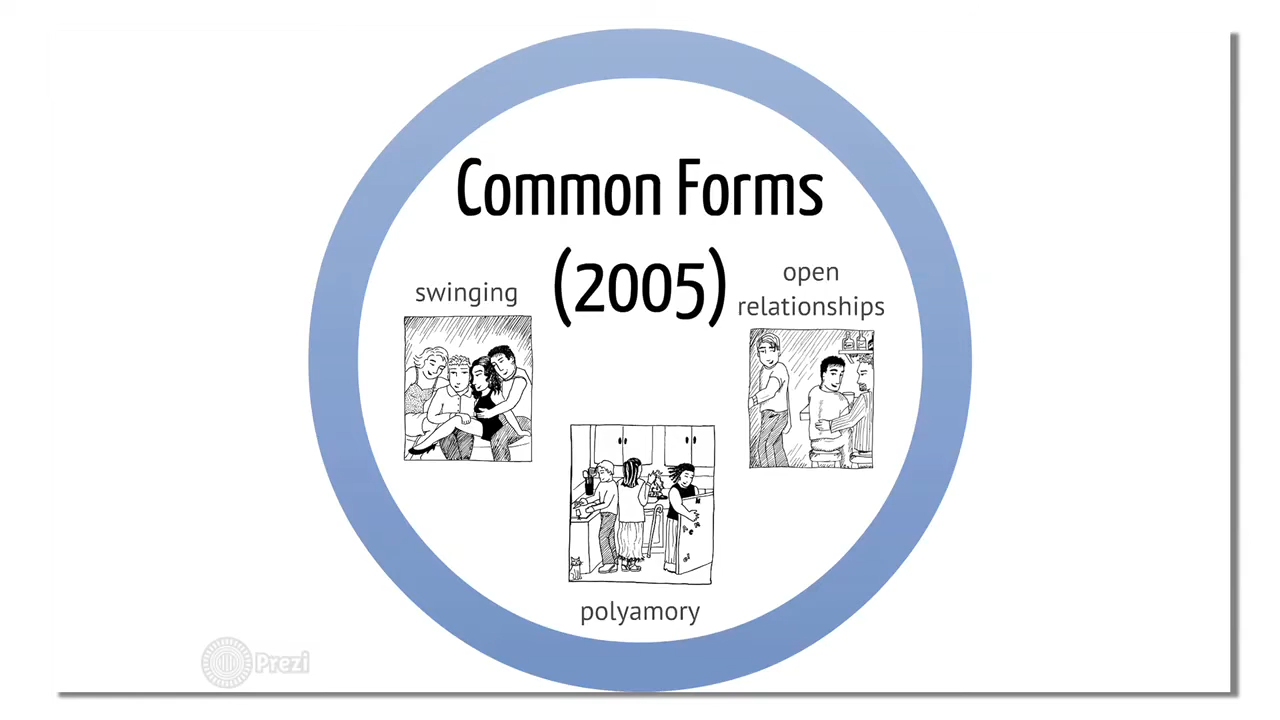 Common Forms
(2005)
swinging
open
relationships
polyamory
Prezi